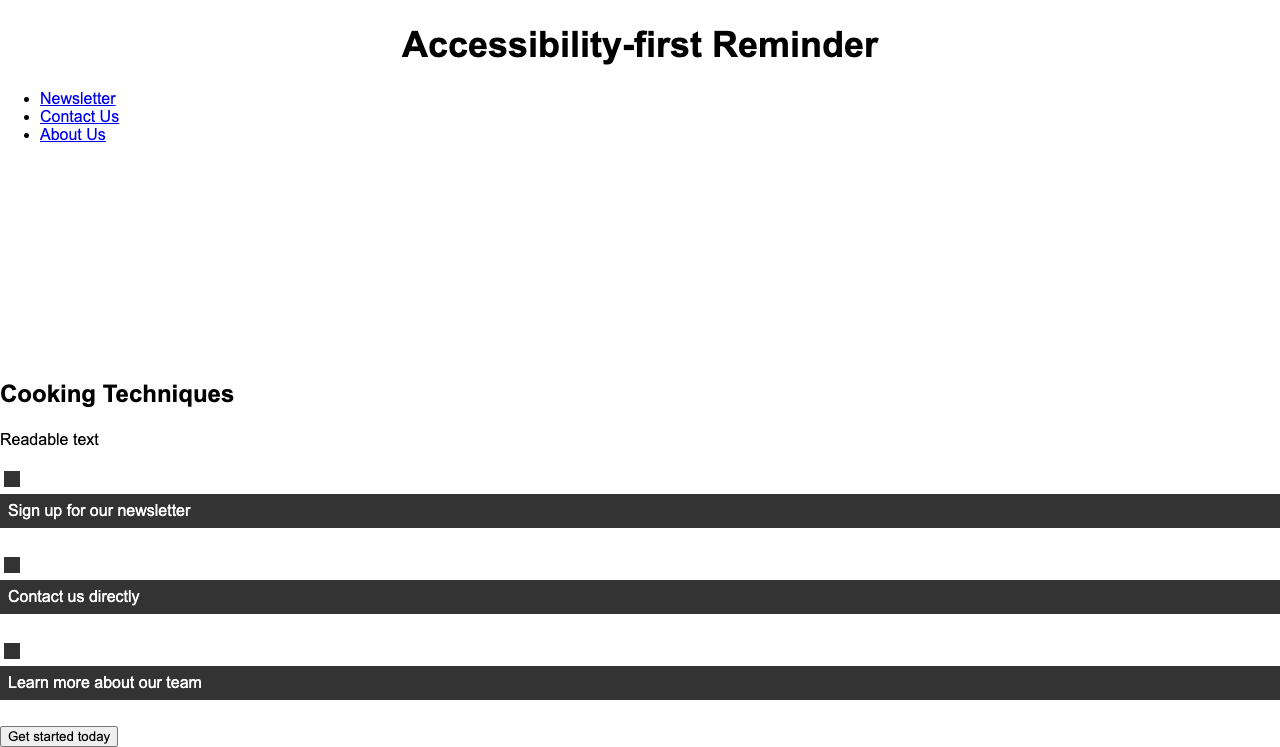 Accessibility-first Reminder
Newsletter
Contact Us
About Us
Cooking Techniques
Readable text
Sign up for our newsletter
Contact us directly
Learn more about our team
Get started today